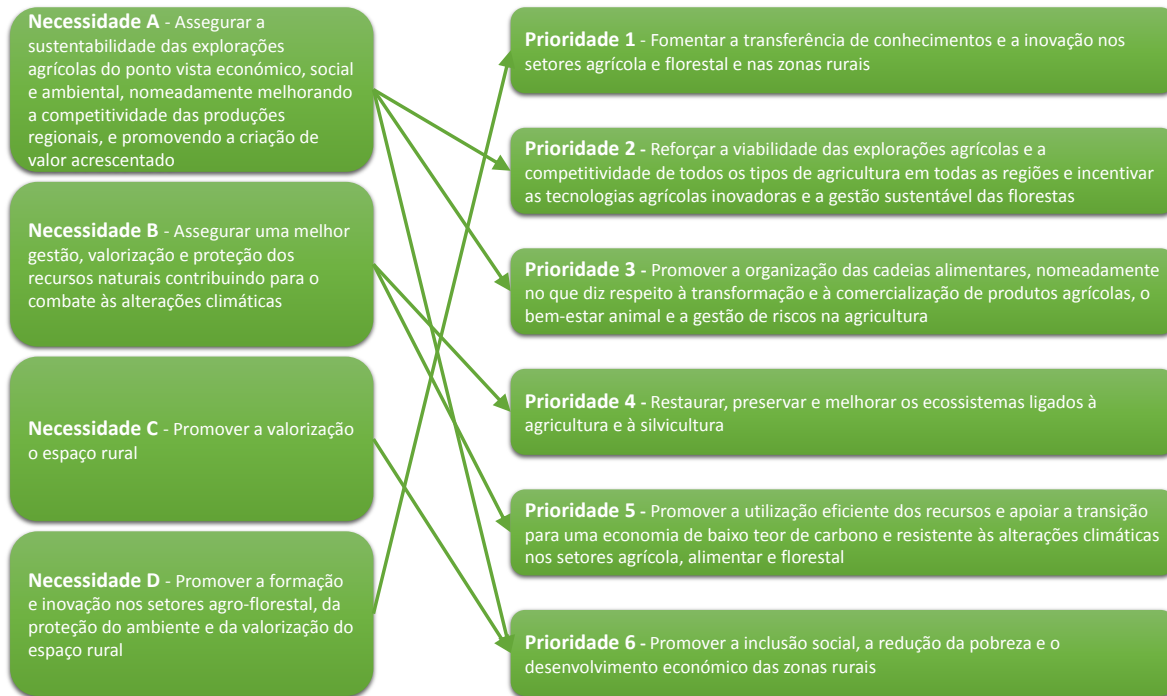 Necessidade A - Assegurar a
sustentabilidade das explorações
agrícolas do ponto vista económico, social
e ambiental, nomeadamente melhorando
a competitividade das produções
regionais, e promovendo a criação de
valor acrescentado
Necessidade B - Assegurar uma melhor
gestão, valorização e proteção dos
recursos naturais contribuindo para o
combate às alterações climáticas
Necessidade C - Promover a valorização
o espaço rural
Necessidade D - Promover a formação
e inovação nos setores agro-florestal, da
proteção do ambiente e da valorização do
espaço rural
Prioridade 1 - Fomentar a transferência de conhecimentos e a inovação nos
setores agrícola e florestal e nas zonas rurais
Prioridade 2 - Reforçar a viabilidade das explorações agrícolas e a
competitividade de todos os tipos de agricultura em todas as regiões e incentivar
as tecnologias agrícolas inovadoras e a gestão sustentável das florestas
Prioridade 3 - Promover a organização das cadeias alimentares, nomeadamente
no que diz respeito à transformação e à comercialização de produtos agrícolas, o
bem-estar animal e a gestão de riscos na agricultura
Prioridade 4 - Restaurar, preservar e melhorar os ecossistemas ligados à
agricultura e à silvicultura
Prioridade 5 - Promover a utilização eficiente dos recursos e apoiar a transição
para uma economia de baixo teor de carbono e resistente às alterações climáticas
nos setores agrícola, alimentar e florestal
Prioridade 6 - Promover a inclusão social, a redução da pobreza e o
desenvolvimento económico das zonas rurais